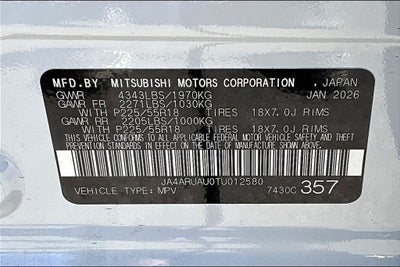 MFD.BY MITSUBISHI MOTORS CORPORATION . JAPAN
GVWR 4343LBS/1970KG JAN 2026
GAWR FR 2271LBS/1030KG
WITH P225/55R18 TIRES 18X7.0J RIMS
GAWR RR 2205LBS/1000KG
WITH P225/55R18 TIRES 18X7.0J RIMS
THIS VEHICLE CONFORMS TO ALL APPLICABLE FEDERAL
MOTOR VEHICLE SAFETY, BUMPER, AND THEFT
PREVENTION STANDARDS IN EFFECT ON THE DATE OF
MANUFACTURE SHOWN ABOVE.
JA4ARUAU0TU012580
VEHICLE TYPE: MPV 7430C 357